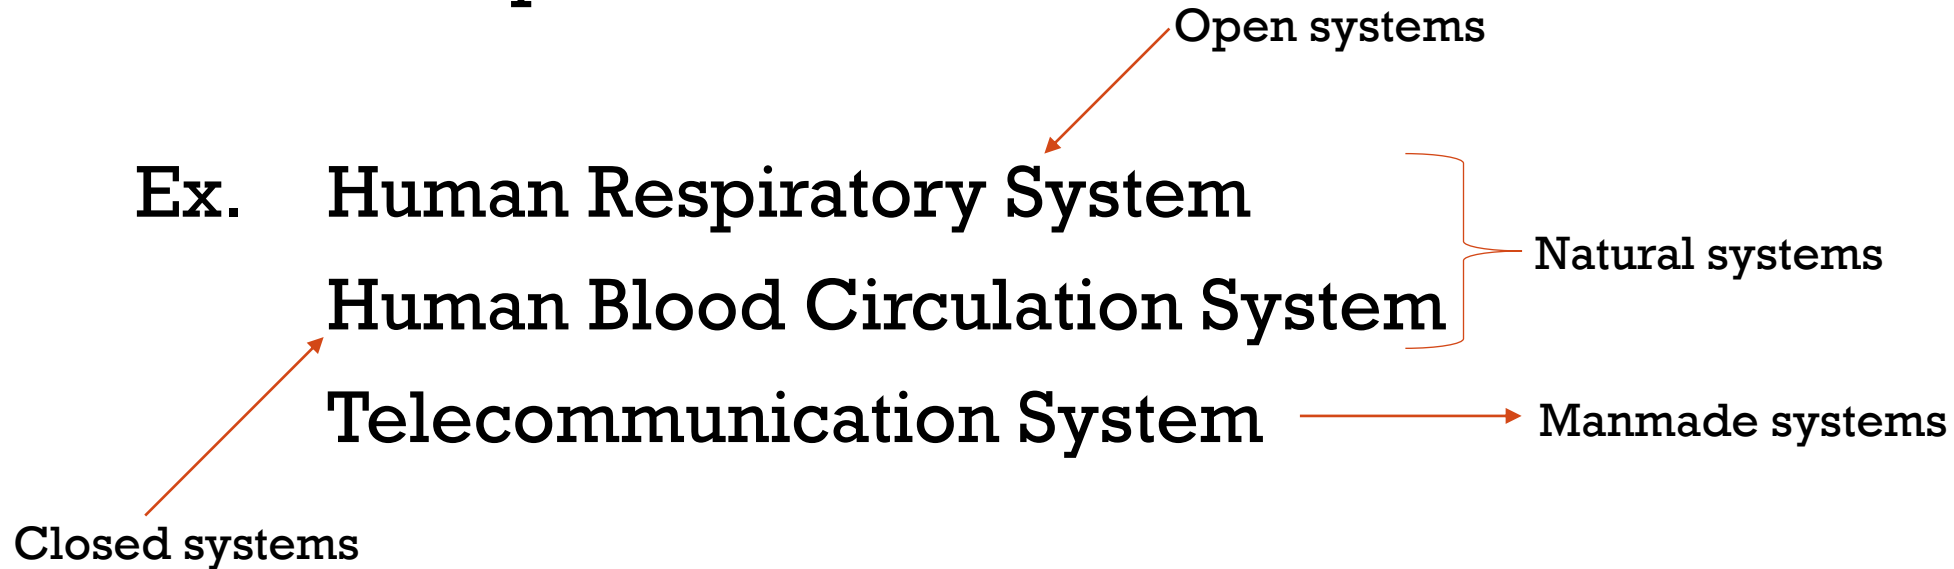 Open systems
Ex. Human Respiratory System
Natural systems
Human Blood Circulation System
Telecommunication System
Manmade systems
Closed systems